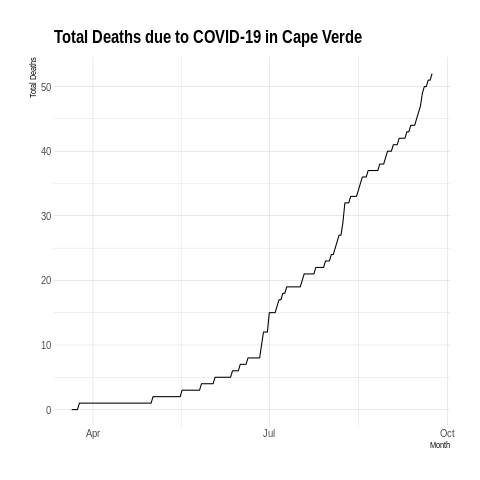 Total Deaths due to COVID-19 in Cape Verde
Total Deaths
50
40
30
20
10
0
Apr
Jul
Oct
Month